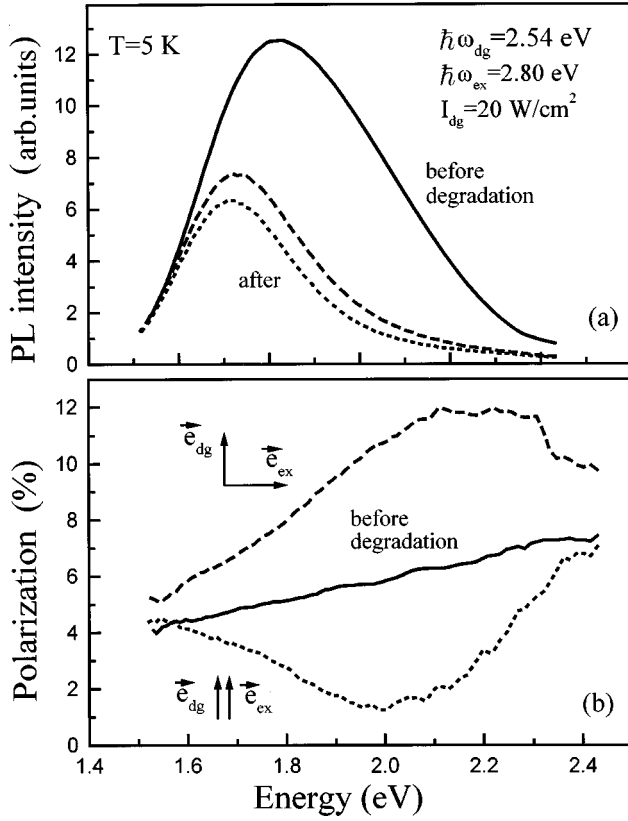 T=5 K
ℏω_dg=2.54 eV
ℏω_ex=2.80 eV
I_dg=20 W/cm²
before
degradation
after
(a)
PL intensity (arb.units)
12
10
8
6
4
2
0
e_dg
e_ex
before
degradation
e_dg e_ex
(b)
Polarization (%)
12
10
8
6
4
2
0
1.4 1.6 1.8 2.0 2.2 2.4
Energy (eV)